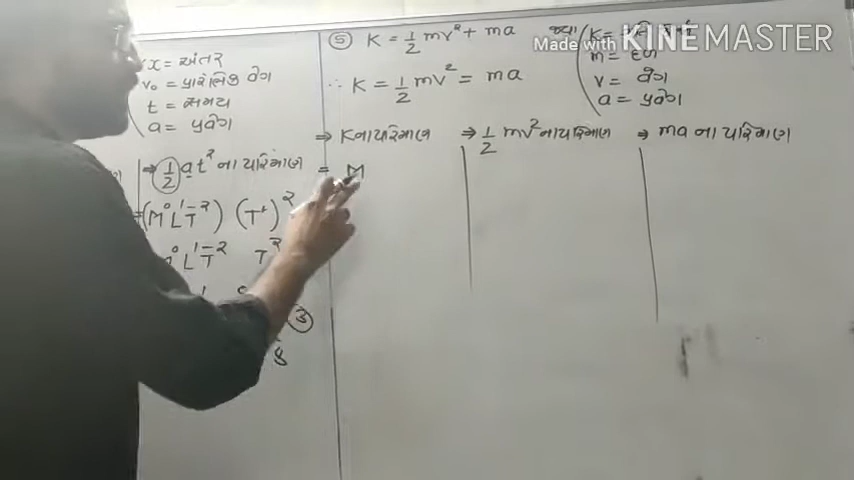 x = અંતર
v₀ = પ્રારંભિક વેગ
t = સમય
a = પ્રવેગ
⇒ ½ at² ના પરિમાણ
=(M⁰L¹T⁻²) (T¹)²
L¹T⁻² T²
③
⑤ K = ½ mv² + ma
∴ K = ½ mv² = ma
⇒ K ના પરિમાણ
= M
⇒ ½ mv² ના પરિમાણ
⇒ ma ના પરિમાણ
જ્યાં K =
m = દળ
v = વેગ
a = પ્રવેગ
Made with KINEMASTER